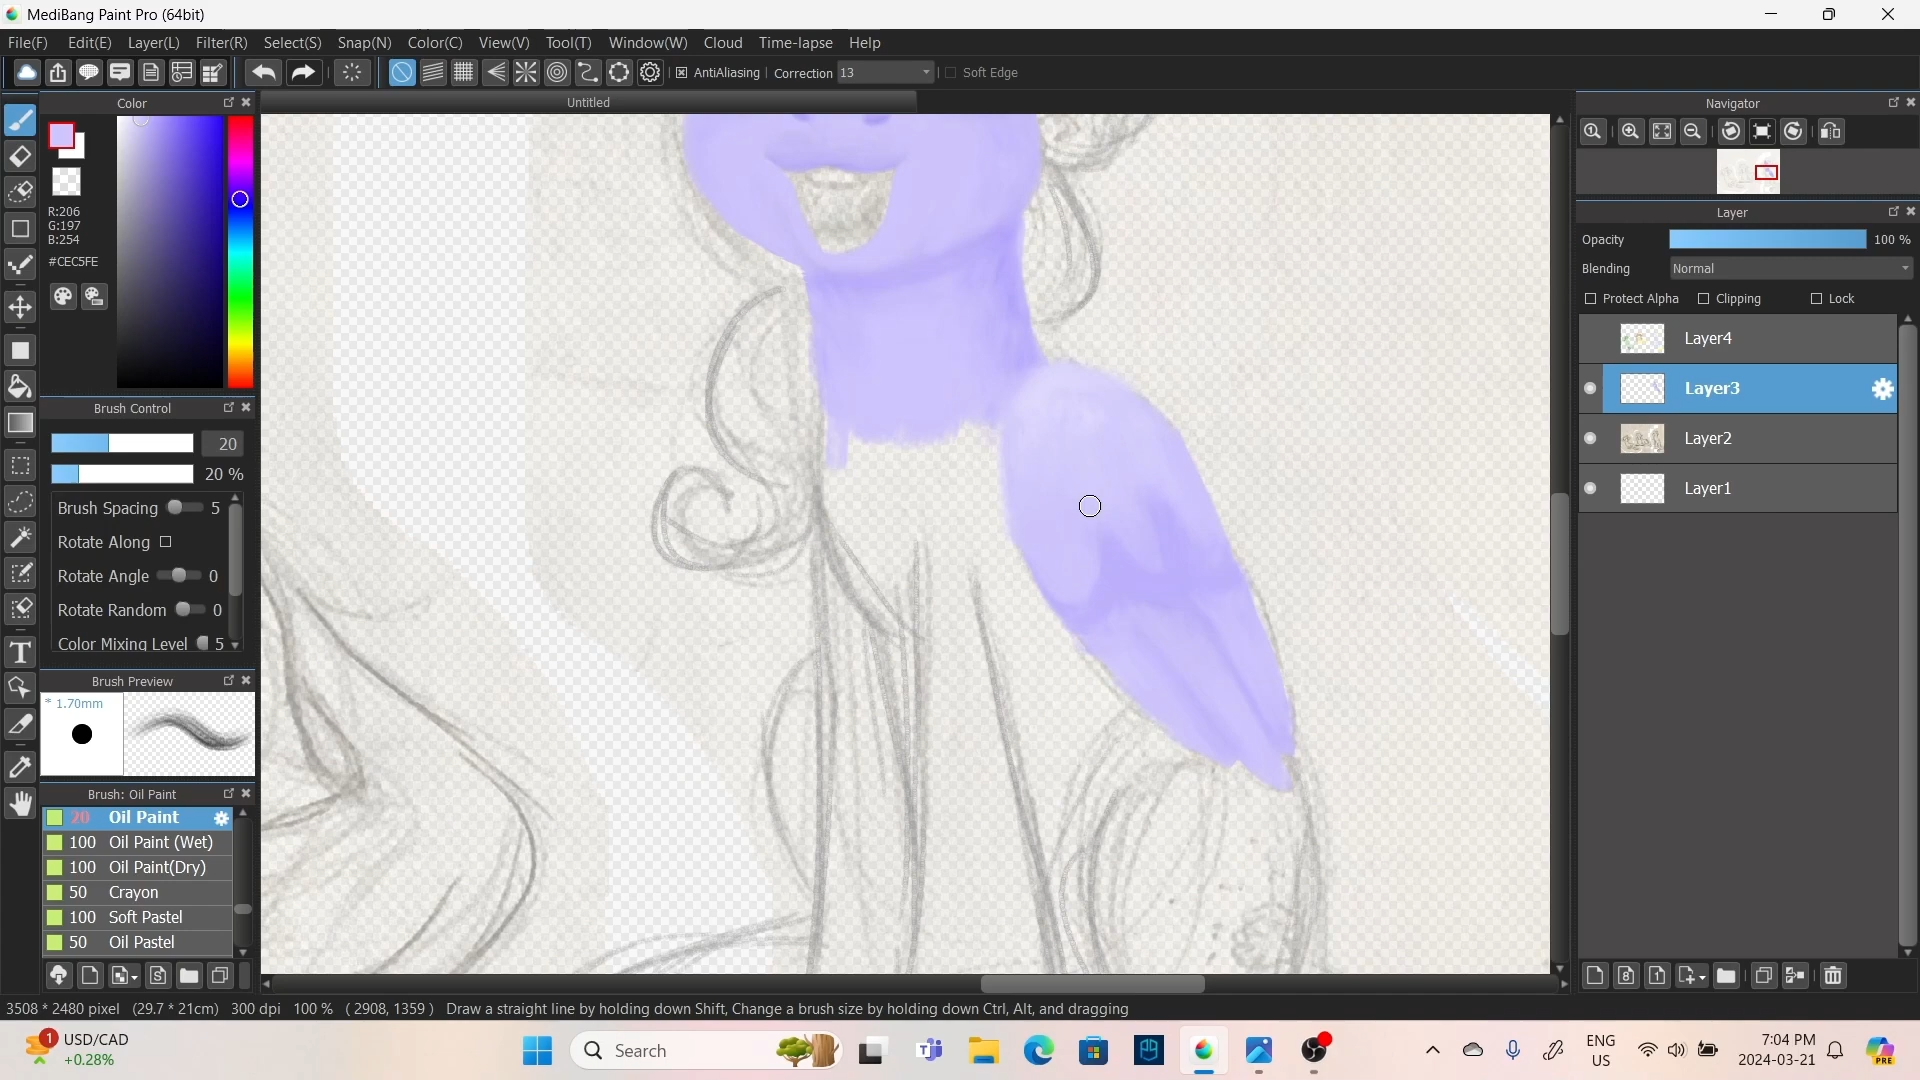 MediBang Paint Pro (64bit)
File(F) Edit(E) Layer(L) Filter(R) Select(S) Snap(N) Color(C) View(V) Tool(T) Window(W) Cloud Time-lapse Help
AntiAliasing Correction 13 Soft Edge
Color
Untitled
Navigator
R:206
G:197
B:254
#CEC5FE
Layer
Opacity 100 %
Blending Normal
Protect Alpha Clipping Lock
Layer4
Layer3
Layer2
Layer1
Brush Control
20
20 %
Brush Spacing 5
Rotate Along
Rotate Angle 0
Rotate Random 0
Color Mixing Level 5
Brush Preview
* 1.70mm
Brush: Oil Paint
20 Oil Paint
100 Oil Paint (Wet)
100 Oil Paint(Dry)
50 Crayon
100 Soft Pastel
50 Oil Pastel
3508 * 2480 pixel (29.7 * 21cm) 300 dpi 100 % ( 2908, 1359 ) Draw a straight line by holding down Shift, Change a brush size by holding down Ctrl, Alt, and dragging
1 USD/CAD
+0.28%
Search
ENG
US
7:04 PM
2024-03-21
PRE